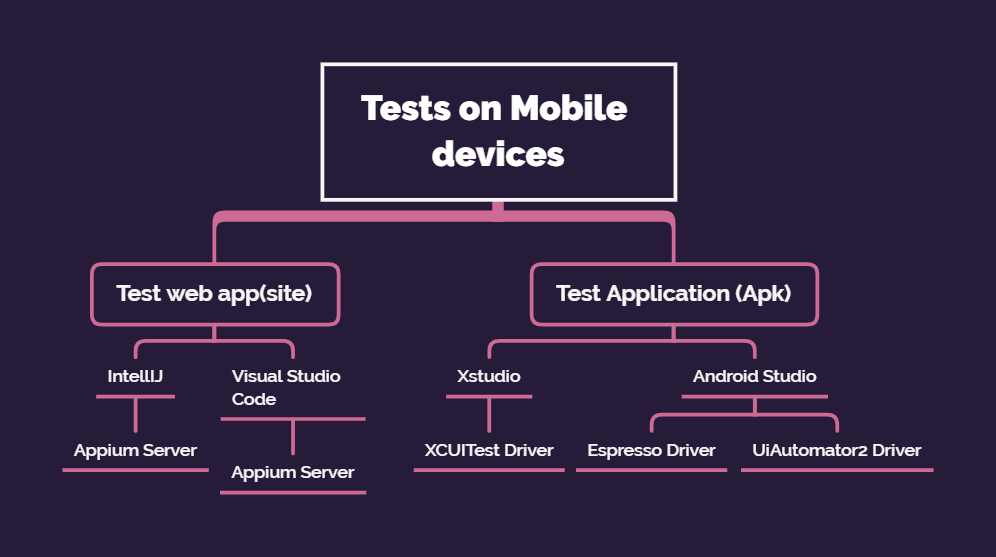 Tests on Mobile
devices
Test web app(site)
Test Application (Apk)
IntellIJ
Visual Studio
Code
Xstudio
Android Studio
Appium Server
Appium Server
XCUITest Driver
Espresso Driver
UiAutomator2 Driver